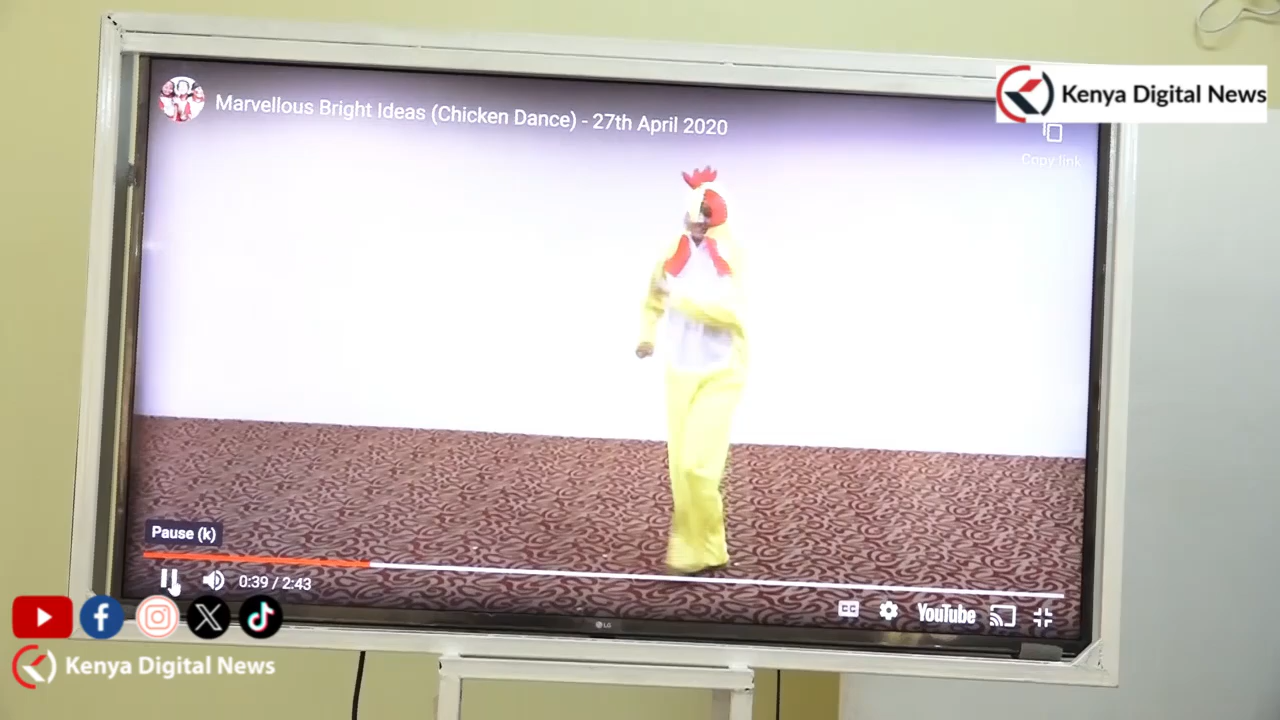 Marvellous Bright Ideas (Chicken Dance) - 27th April 2020
Kenya Digital News
Copy link
Pause (k)
0:39 / 2:43
CC
YouTube
LG
Kenya Digital News